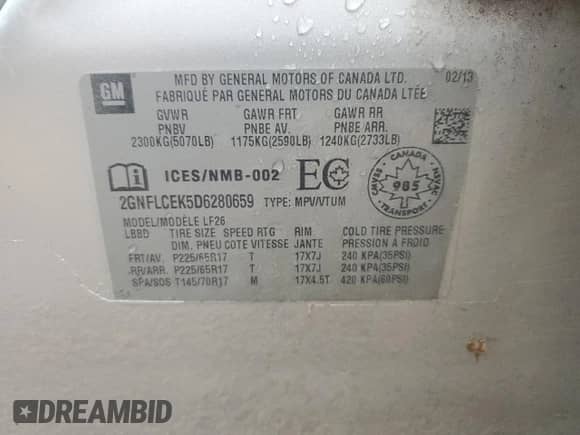 GM
MFD BY GENERAL MOTORS OF CANADA LTD. 02/13
FABRIQUÉ PAR GENERAL MOTORS DU CANADA LTÉE
GVWR GAWR FRT GAWR RR
PNBV PNBE AV. PNBE ARR.
2300KG(5070LB) 1175KG(2590LB) 1240KG(2733LB)
ICES/NMB-002 EC
CANADA
CMVSS 985 NSVAC
2GNFLCEK5D6280659 TYPE: MPV/VTUM
MODEL/MODÈLE LF26
LBBD TIRE SIZE SPEED RTG RIM COLD TIRE PRESSURE
DIM. PNEU COTE VITESSE JANTE PRESSION A FROID
FRT/AV. P225/65R17 T 17X7J 240 KPA(35PSI)
RR/ARR. P225/65R17 T 17X7J 240 KPA(35PSI)
SPA/SOS T145/70R17 M 17X4.5T 420 KPA(60PSI)
DREAMBID